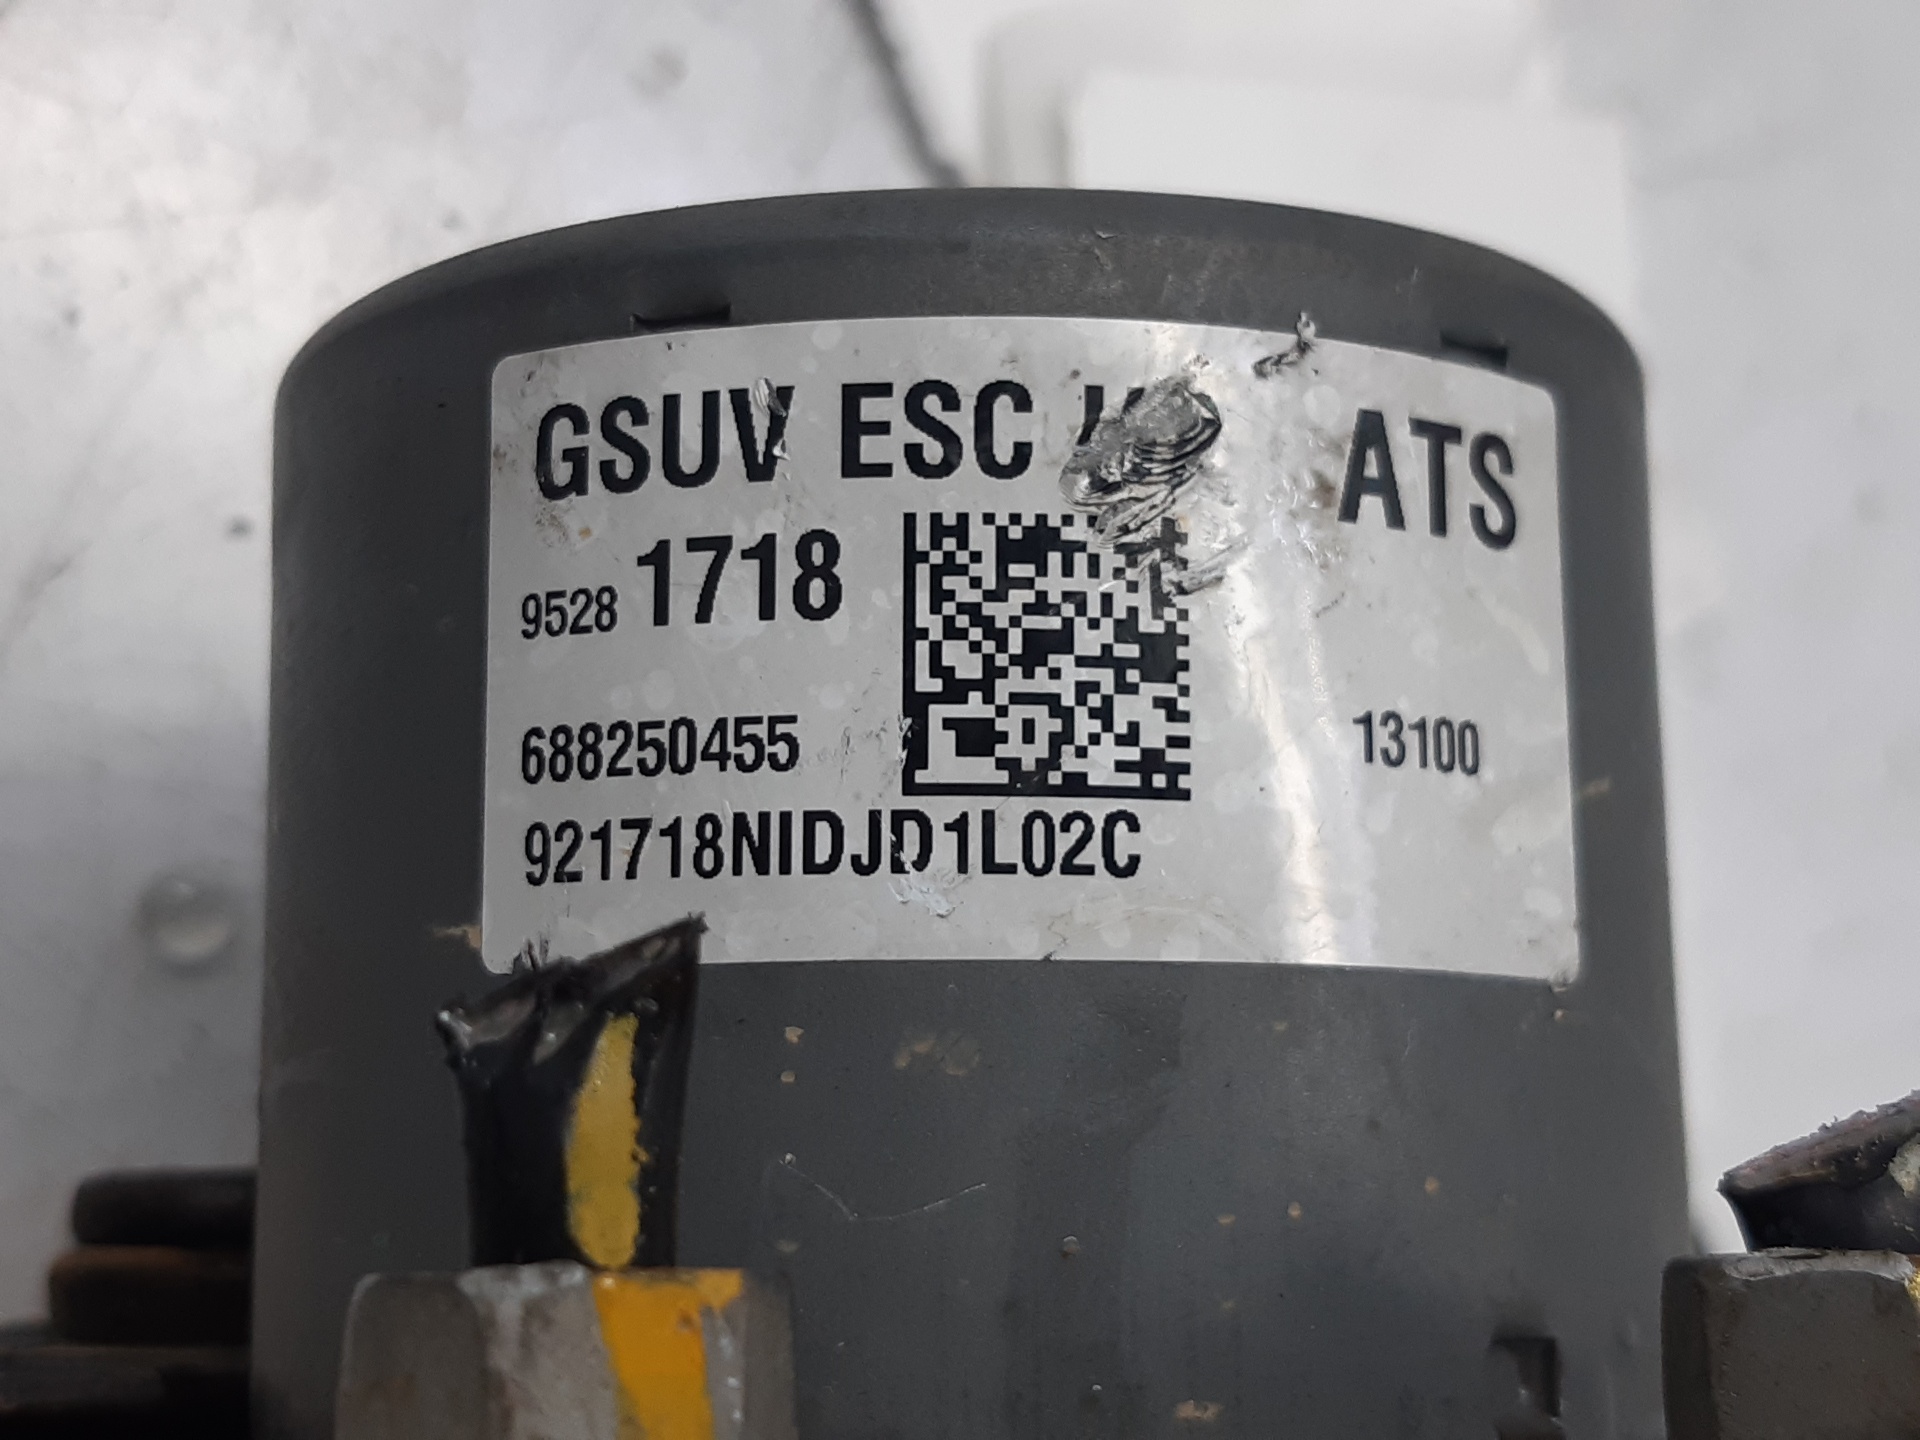 GSUV ESC ATS
9528 1718
688250455 13100
921718NIDJD1L02C